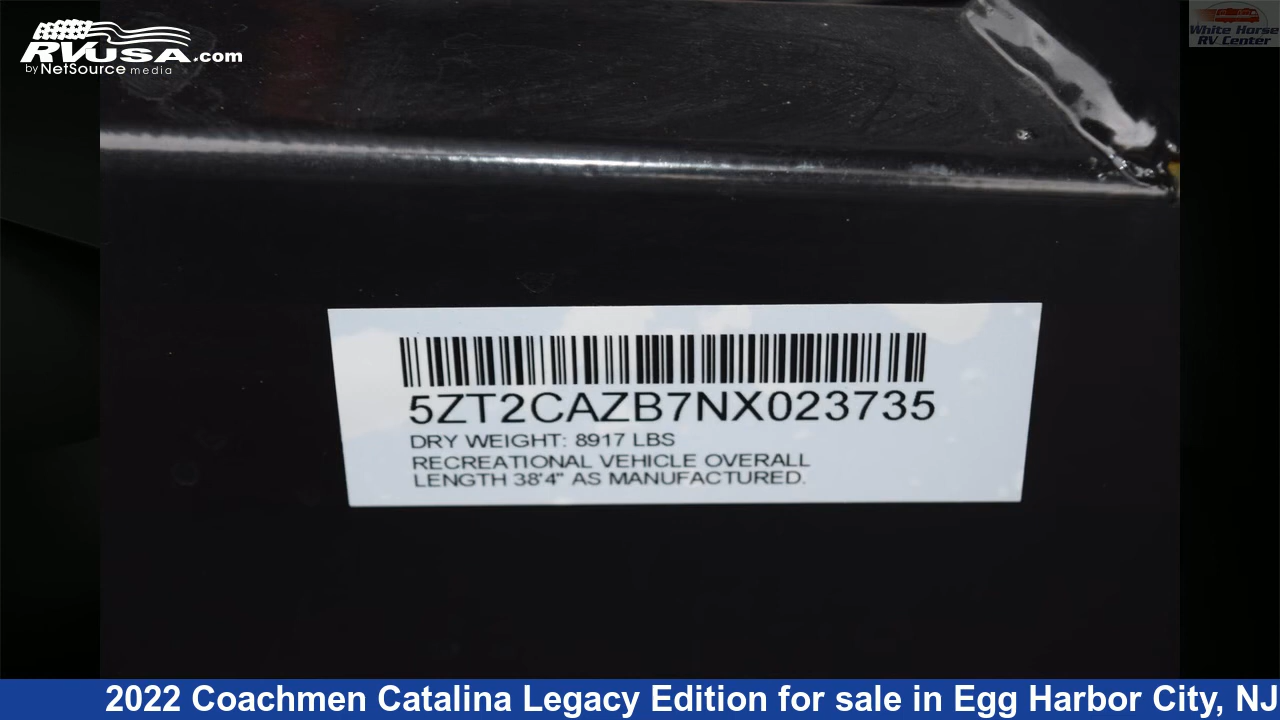 RVUSA.com
by NetSource media
White Horse
RV Center
5ZT2CAZB7NX023735
DRY WEIGHT: 8917 LBS
RECREATIONAL VEHICLE OVERALL
LENGTH 38'4" AS MANUFACTURED.
2022 Coachmen Catalina Legacy Edition for sale in Egg Harbor City, NJ